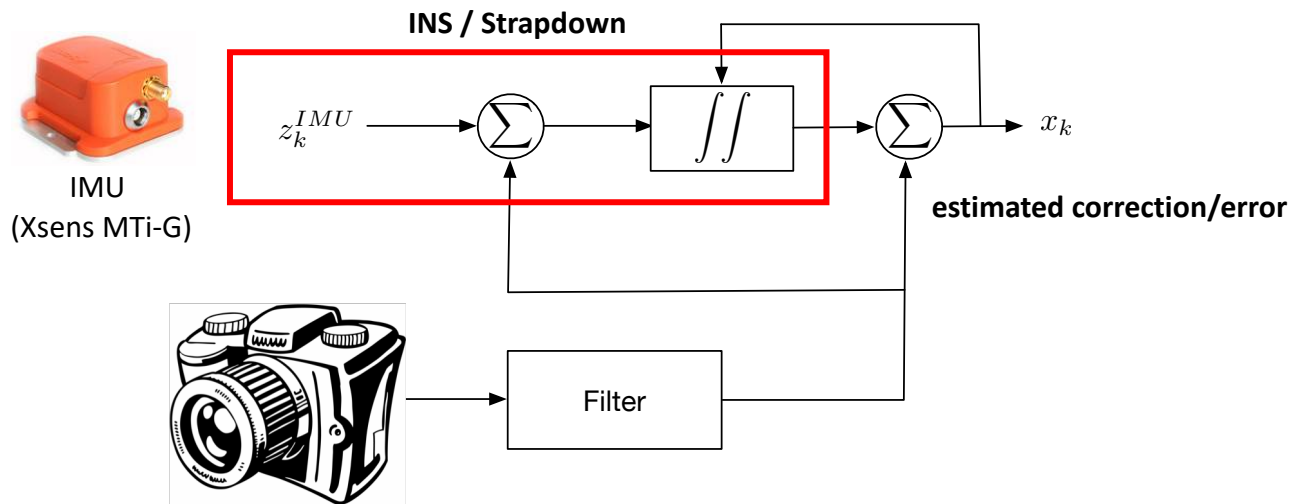 INS / Strapdown
z_k^{IMU}
∑
∬
∑
x_k
IMU
(Xsens MTi-G)
estimated correction/error
Filter